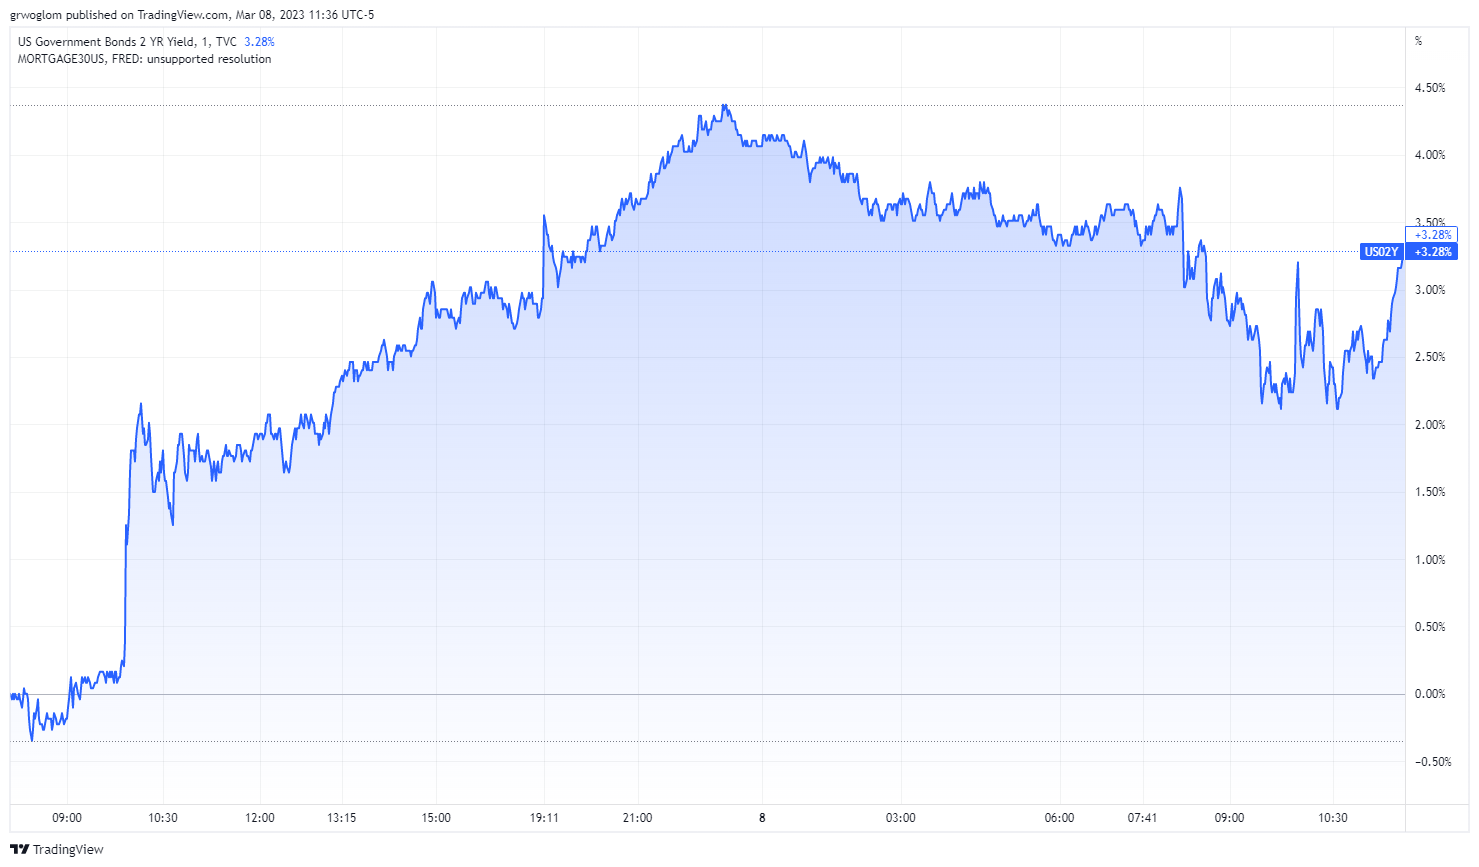 grwoglom published on TradingView.com, Mar 08, 2023 11:36 UTC-5
US Government Bonds 2 YR Yield, 1, TVC 3.28%
MORTGAGE30US, FRED: unsupported resolution
%
4.50%
4.00%
3.50%
+3.28%
US02Y +3.28%
3.00%
2.50%
2.00%
1.50%
1.00%
0.50%
0.00%
−0.50%
09:00 10:30 12:00 13:15 15:00 19:11 21:00 8 03:00 06:00 07:41 09:00 10:30
TradingView